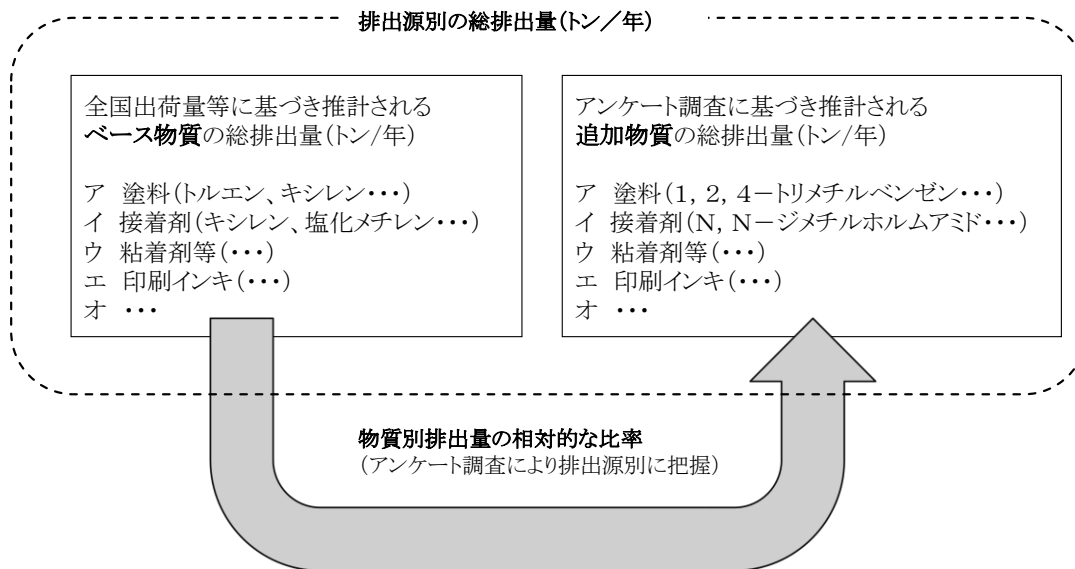 排出源別の総排出量(トン/年)
全国出荷量等に基づき推計される
ベース物質の総排出量(トン/年)
ア 塗料(トルエン、キシレン・・・)
イ 接着剤(キシレン、塩化メチレン・・・)
ウ 粘着剤等(・・・)
エ 印刷インキ(・・・)
オ ・・・
アンケート調査に基づき推計される
追加物質の総排出量(トン/年)
ア 塗料(1, 2, 4-トリメチルベンゼン・・・)
イ 接着剤(N, N-ジメチルホルムアミド・・・)
ウ 粘着剤等(・・・)
エ 印刷インキ(・・・)
オ ・・・
物質別排出量の相対的な比率
(アンケート調査により排出源別に把握)